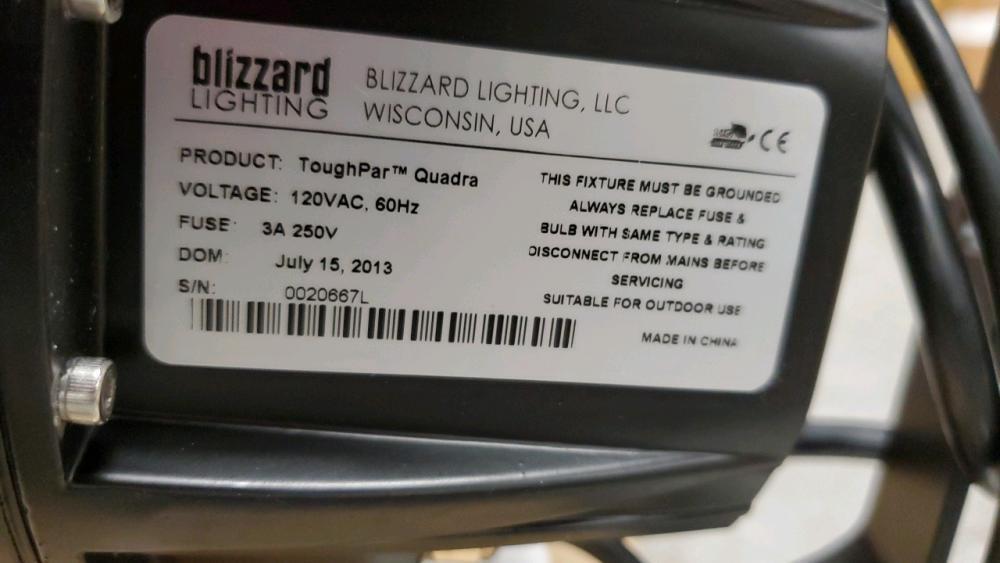 blizzard
LIGHTING
BLIZZARD LIGHTING, LLC
WISCONSIN, USA
CE
PRODUCT: ToughPar™ Quadra
VOLTAGE: 120VAC, 60Hz
FUSE: 3A 250V
DOM: July 15, 2013
S/N: 0020667L
THIS FIXTURE MUST BE GROUNDED
ALWAYS REPLACE FUSE &
BULB WITH SAME TYPE & RATING
DISCONNECT FROM MAINS BEFORE
SERVICING
SUITABLE FOR OUTDOOR USE
MADE IN CHINA